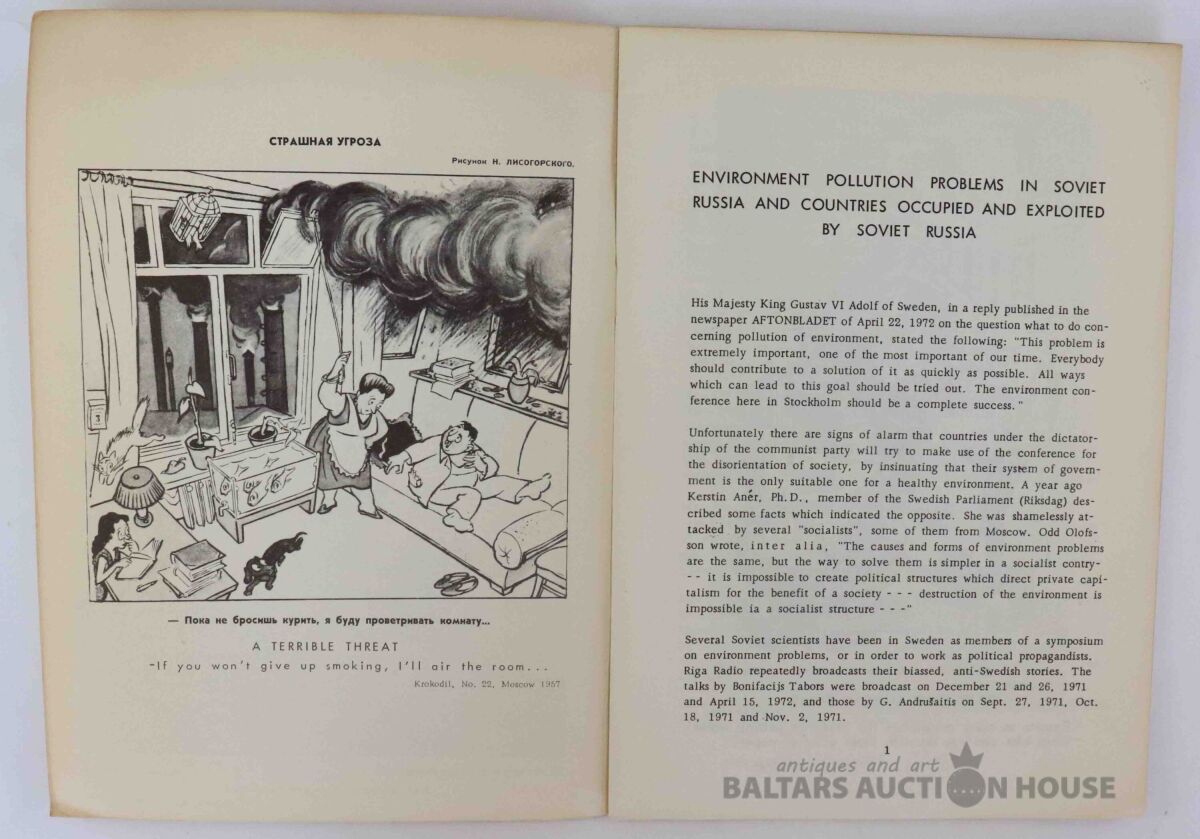 СТРАШНАЯ УГРОЗА
Рисунок Н. ЛИСОГОРСКОГО.
— Пока не бросишь курить, я буду проветривать комнату...
A TERRIBLE THREAT
-If you won't give up smoking, I'll air the room...
Krokodil, No. 22, Moscow 1957
ENVIRONMENT POLLUTION PROBLEMS IN SOVIET
RUSSIA AND COUNTRIES OCCUPIED AND EXPLOITED
BY SOVIET RUSSIA
His Majesty King Gustav VI Adolf of Sweden, in a reply published in the
newspaper AFTONBLADET of April 22, 1972 on the question what to do con-
cerning pollution of environment, stated the following: "This problem is
extremely important, one of the most important of our time. Everybody
should contribute to a solution of it as quickly as possible. All ways
which can lead to this goal should be tried out. The environment con-
ference here in Stockholm should be a complete success."
Unfortunately there are signs of alarm that countries under the dictator-
ship of the communist party will try to make use of the conference for
the disorientation of society, by insinuating that their system of govern-
ment is the only suitable one for a healthy environment. A year ago
Kerstin Anér, Ph.D., member of the Swedish Parliament (Riksdag) des-
cribed some facts which indicated the opposite. She was shamelessly at-
tacked by several "socialists", some of them from Moscow. Odd Olofs-
son wrote, inter alia, "The causes and forms of environment problems
are the same, but the way to solve them is simpler in a socialist contry-
- - it is impossible to create political structures which direct private capi-
talism for the benefit of a society - - - destruction of the environment is
impossible ia a socialist structure - - -"
Several Soviet scientists have been in Sweden as members of a symposium
on environment problems, or in order to work as political propagandists.
Riga Radio repeatedly broadcasts their biassed, anti-Swedish stories. The
talks by Bonifacijs Tabors were broadcast on December 21 and 26, 1971
and April 15, 1972, and those by G. Andrušaitis on Sept. 27, 1971, Oct.
18, 1971 and Nov. 2, 1971.
1
antiques and art
BALTARS AUCTION HOUSE